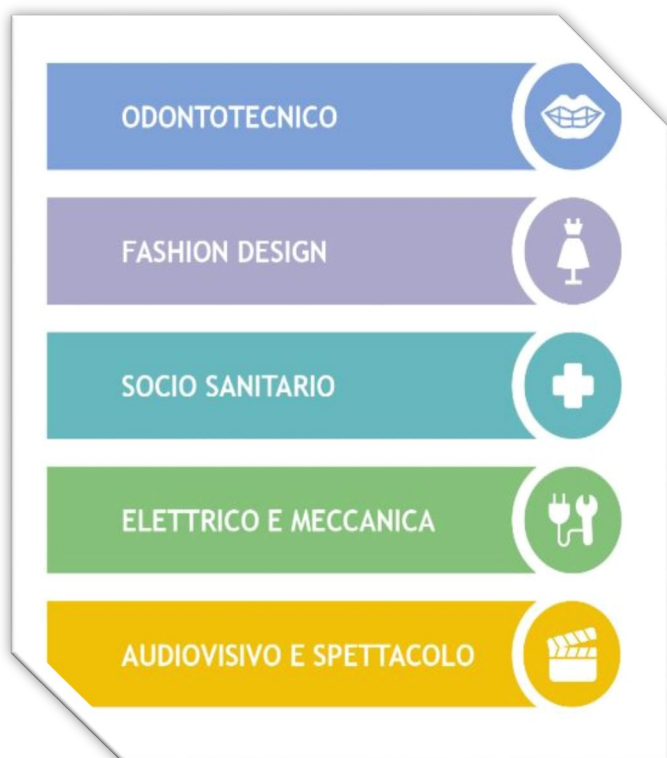 ODONTOTECNICO
FASHION DESIGN
SOCIO SANITARIO
ELETTRICO E MECCANICA
AUDIOVISIVO E SPETTACOLO